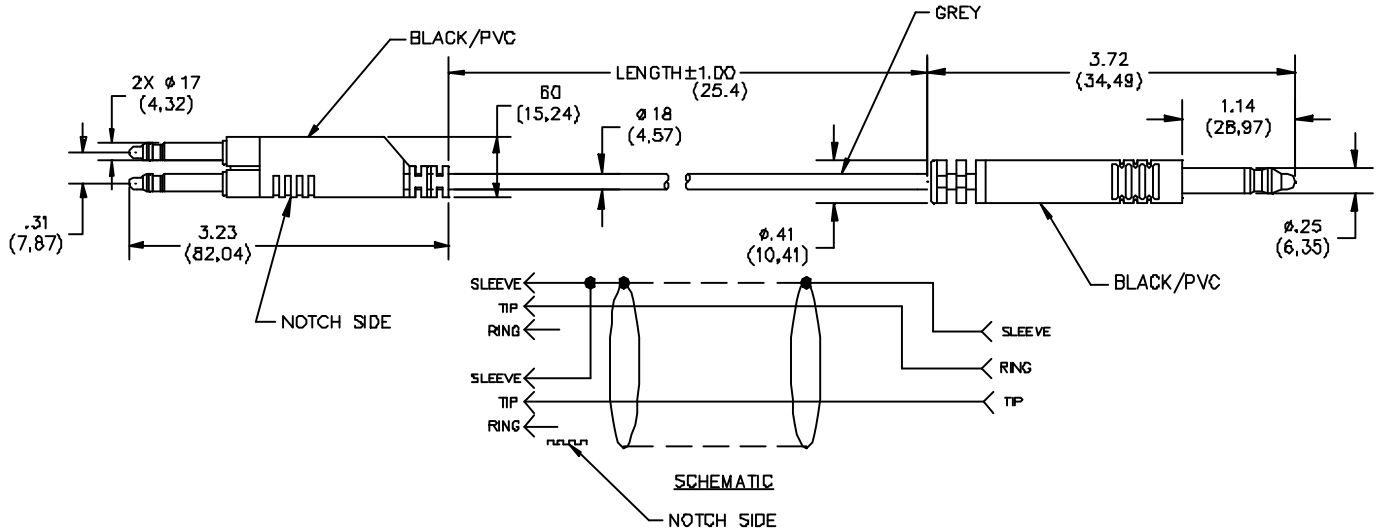 GREY
BLACK/PVC
3.72
(34,49)
LENGTH±1.00
(25.4)
2X ø 17
(4,32)
60
(15,24)
ø 18
(4,57)
1.14
(28,97)
.31
(7,87)
3.23
(82,04)
ø.41
(10,41)
ø.25
(6,35)
BLACK/PVC
NOTCH SIDE
SLEEVE
TIP
RING
SLEEVE
RING
SLEEVE
TIP
TIP
RING
SCHEMATIC
NOTCH SIDE